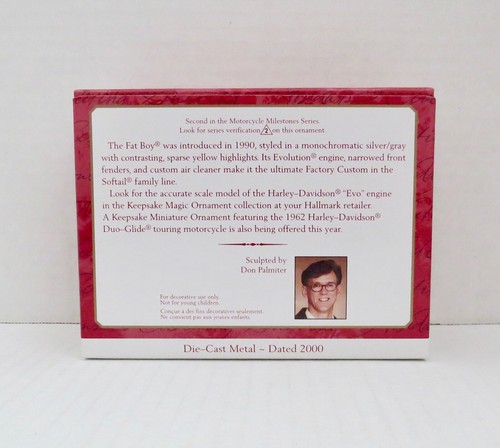 Second in the Motorcycle Milestones Series.
Look for series verification 2 on this ornament.
The Fat Boy® was introduced in 1990, styled in a monochromatic silver/gray
with contrasting, sparse yellow highlights. Its Evolution® engine, narrowed front
fenders, and custom air cleaner make it the ultimate Factory Custom in the
Softail® family line.
Look for the accurate scale model of the Harley-Davidson® "Evo" engine
in the Keepsake Magic Ornament collection at your Hallmark retailer.
A Keepsake Miniature Ornament featuring the 1962 Harley-Davidson®
Duo-Glide® touring motorcycle is also being offered this year.
Sculpted by
Don Palmiter
For decorative use only.
Not for young children.
Conçue à des fins décoratives seulement.
Ne convient pas aux jeunes enfants.
Die-Cast Metal ~ Dated 2000